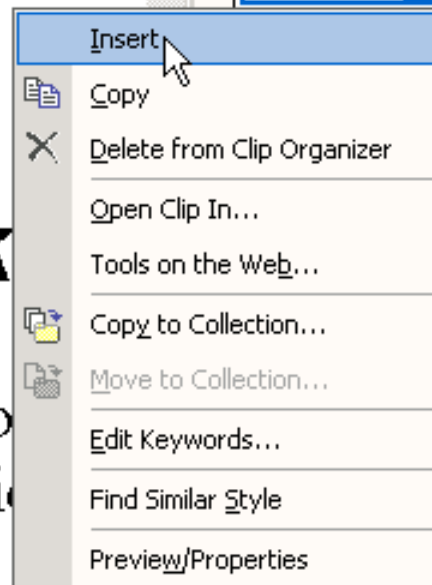 Insert
Copy
Delete from Clip Organizer
Open Clip In...
Tools on the Web...
Copy to Collection...
Move to Collection...
Edit Keywords...
Find Similar Style
Preview/Properties